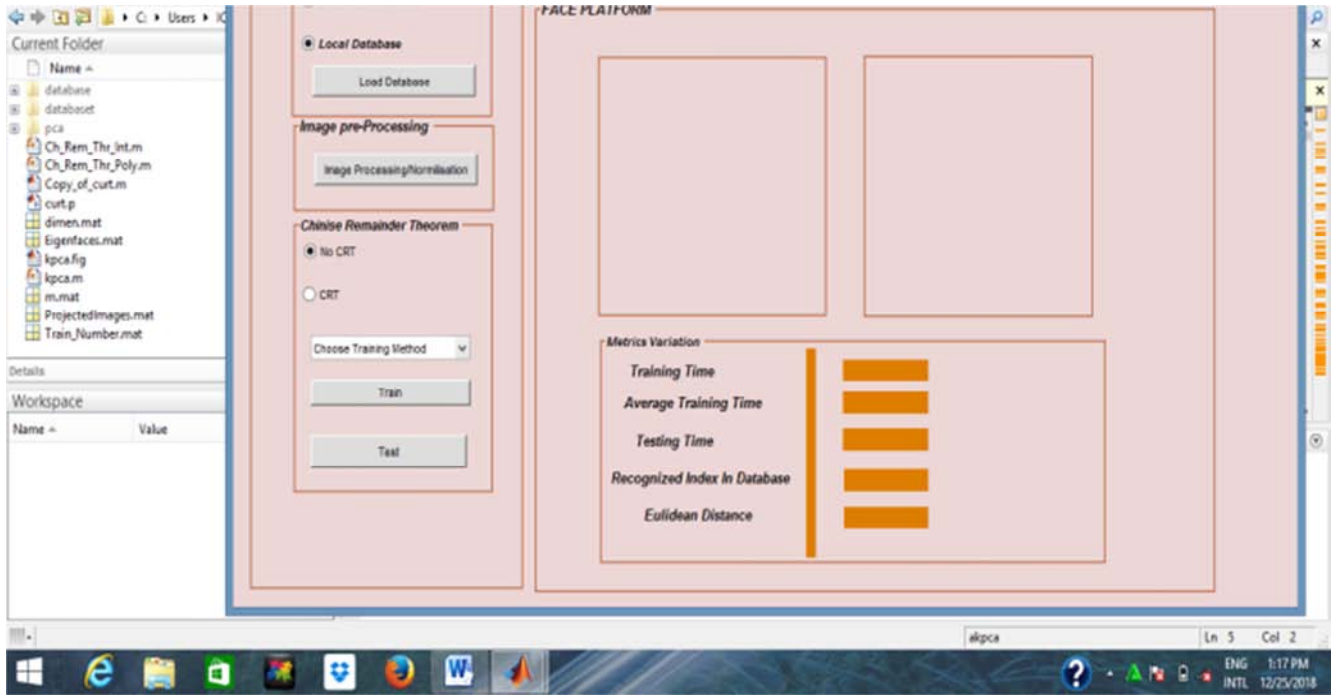 C: ▸ Users ▸
Current Folder
Name
database
databaset
pca
Ch_Rem_Thr_Int.m
Ch_Rem_Thr_Poly.m
Copy_of_curt.m
curt.p
dimen.mat
Eigenfaces.mat
kpca.fig
kpca.m
m.mat
ProjectedImages.mat
Train_Number.mat
Details
Workspace
Name Value
Local Database
Load Database
Image pre-Processing
Image Processing/Normilisation
Chinise Remainder Theorem
No CRT
CRT
Choose Training Method
Train
Test
FACE PLATFORM
Metrics Variation
Training Time
Average Training Time
Testing Time
Recognized Index In Database
Eulidean Distance
akpca Ln 5 Col 2
ENG 1:17 PM
INTL 12/25/2018